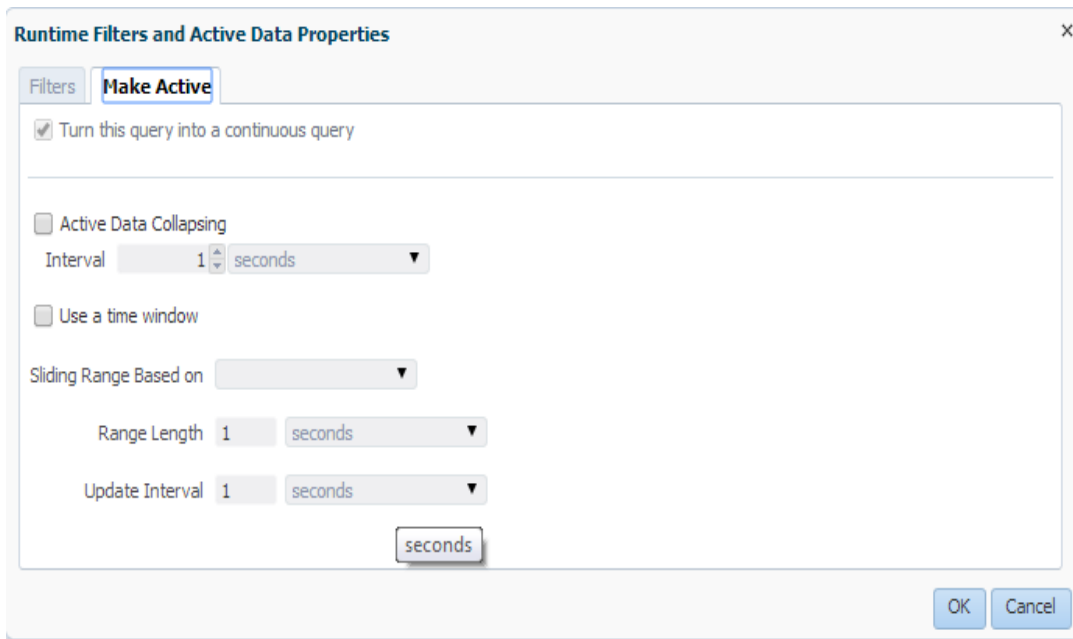 Runtime Filters and Active Data Properties
Filters Make Active
Turn this query into a continuous query
Active Data Collapsing
Interval 1 seconds
Use a time window
Sliding Range Based on
Range Length 1 seconds
Update Interval 1 seconds
seconds
OK Cancel